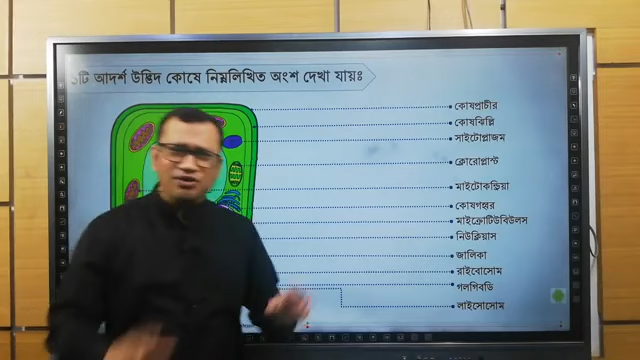 ১টি আদর্শ উদ্ভিদ কোষে নিম্নলিখিত অংশ দেখা যায়ঃ
কোষপ্রাচীর
কোষঝিল্লি
সাইটোপ্লাজম
ক্লোরোপ্লাস্ট
মাইটোকন্ড্রিয়া
কোষগহ্বর
মাইক্রোটিউবিউলস
নিউক্লিয়াস
জালিকা
রাইবোসোম
গলগিবডি
লাইসোসোম